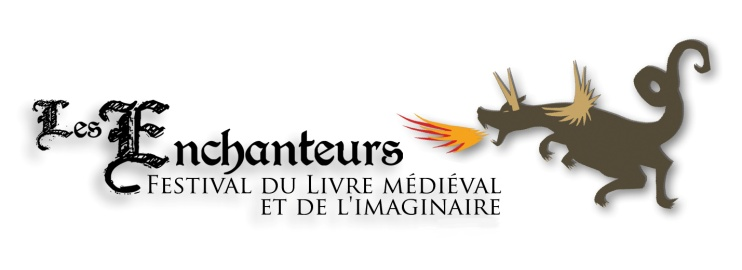 Les Enchanteurs
Festival du Livre médiéval
et de l'imaginaire